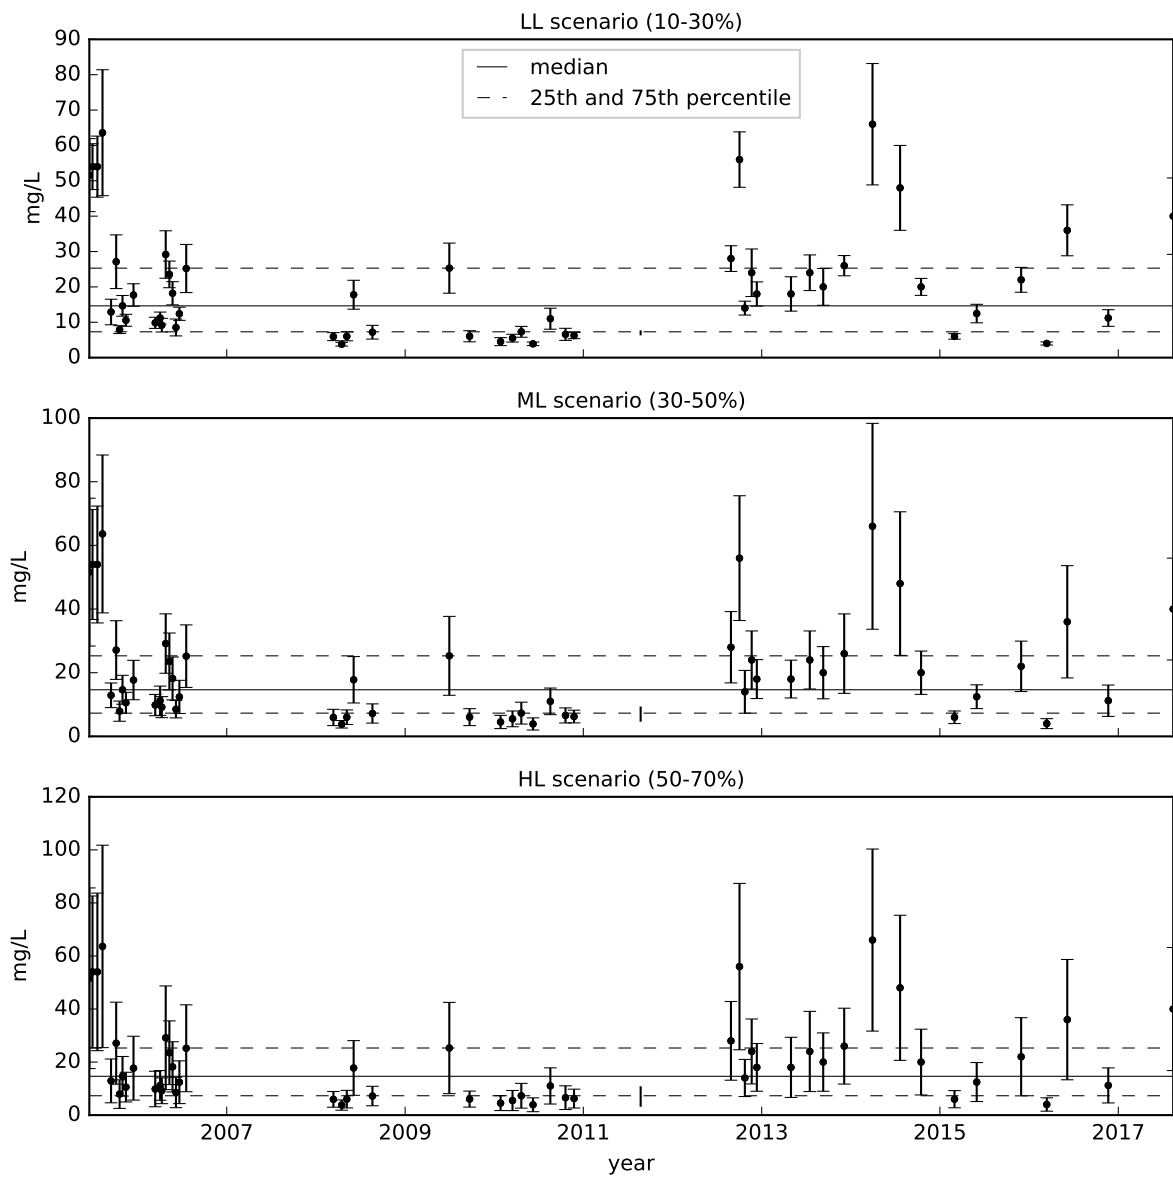 LL scenario (10-30%)
90
80
70
60
50
40
30
20
10
0
mg/L
median
25th and 75th percentile
ML scenario (30-50%)
100
80
60
40
20
0
mg/L
HL scenario (50-70%)
120
100
80
60
40
20
0
mg/L
2007 2009 2011 2013 2015 2017
year